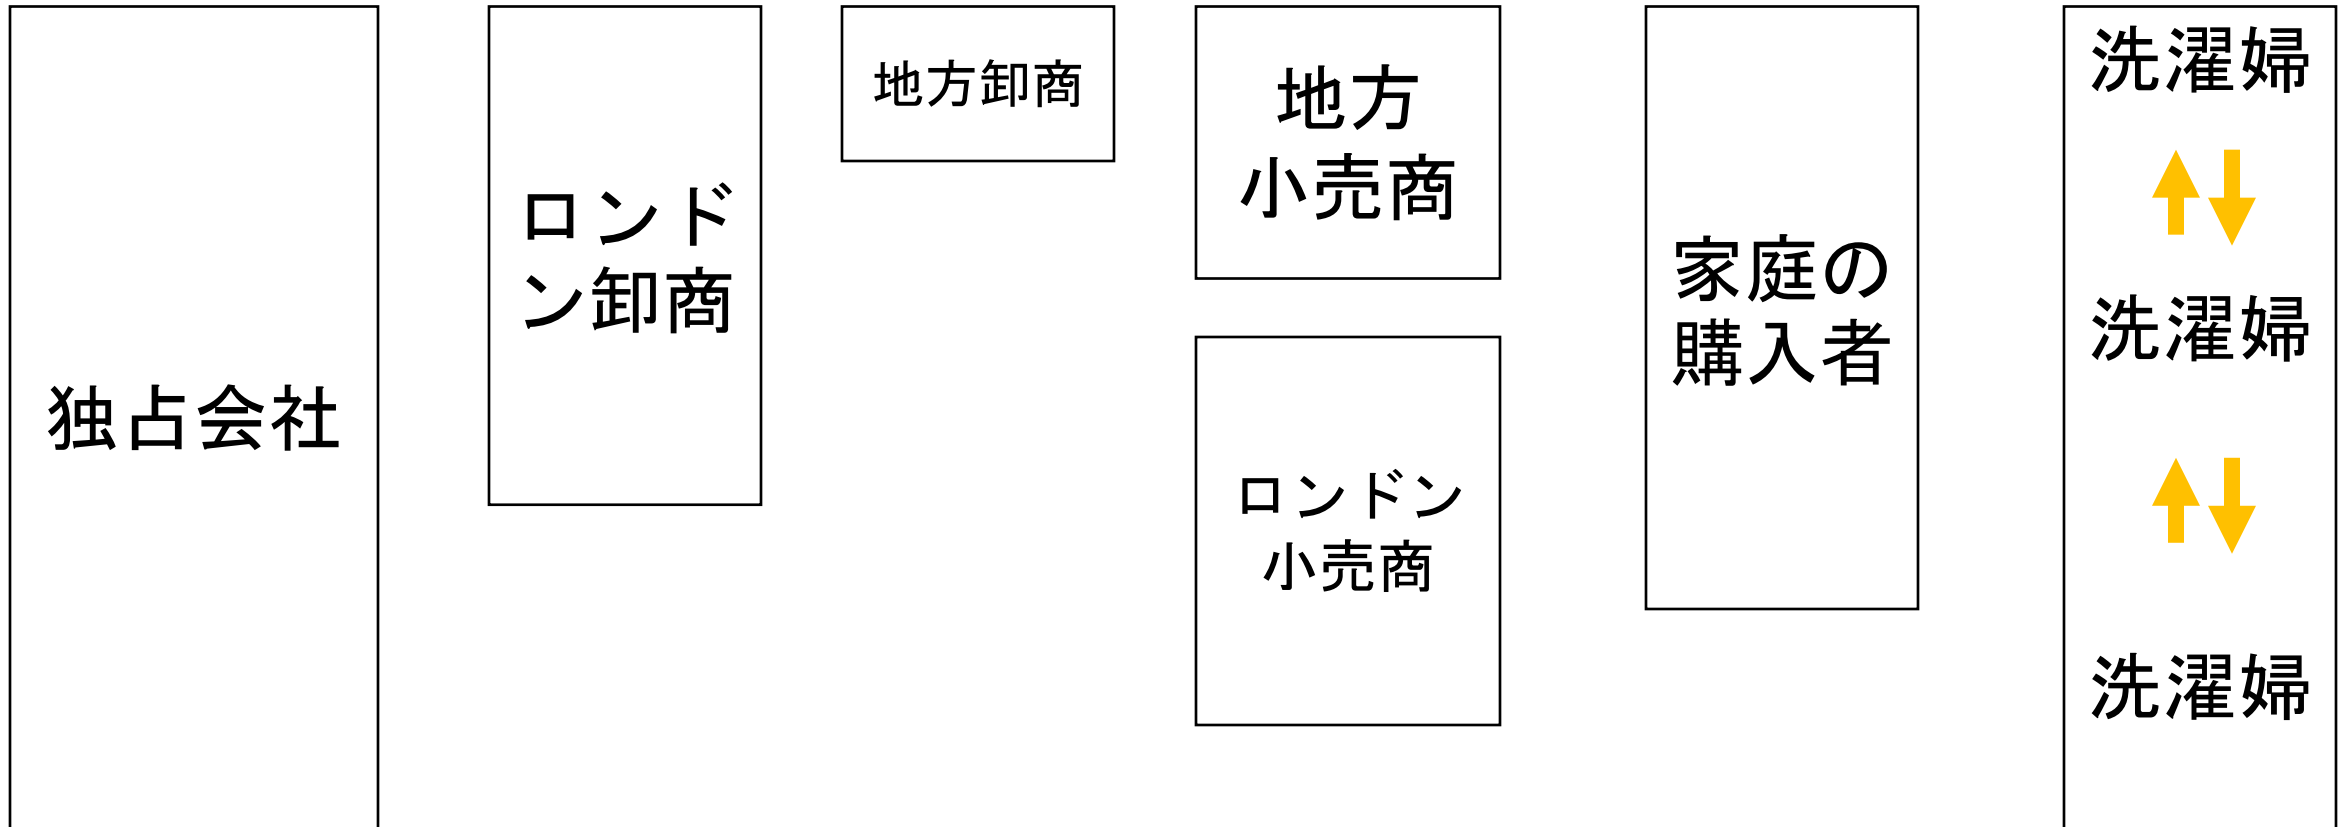 独占会社
ロンド
ン卸商
地方卸商
地方
小売商
ロンドン
小売商
家庭の
購入者
洗濯婦
洗濯婦
洗濯婦